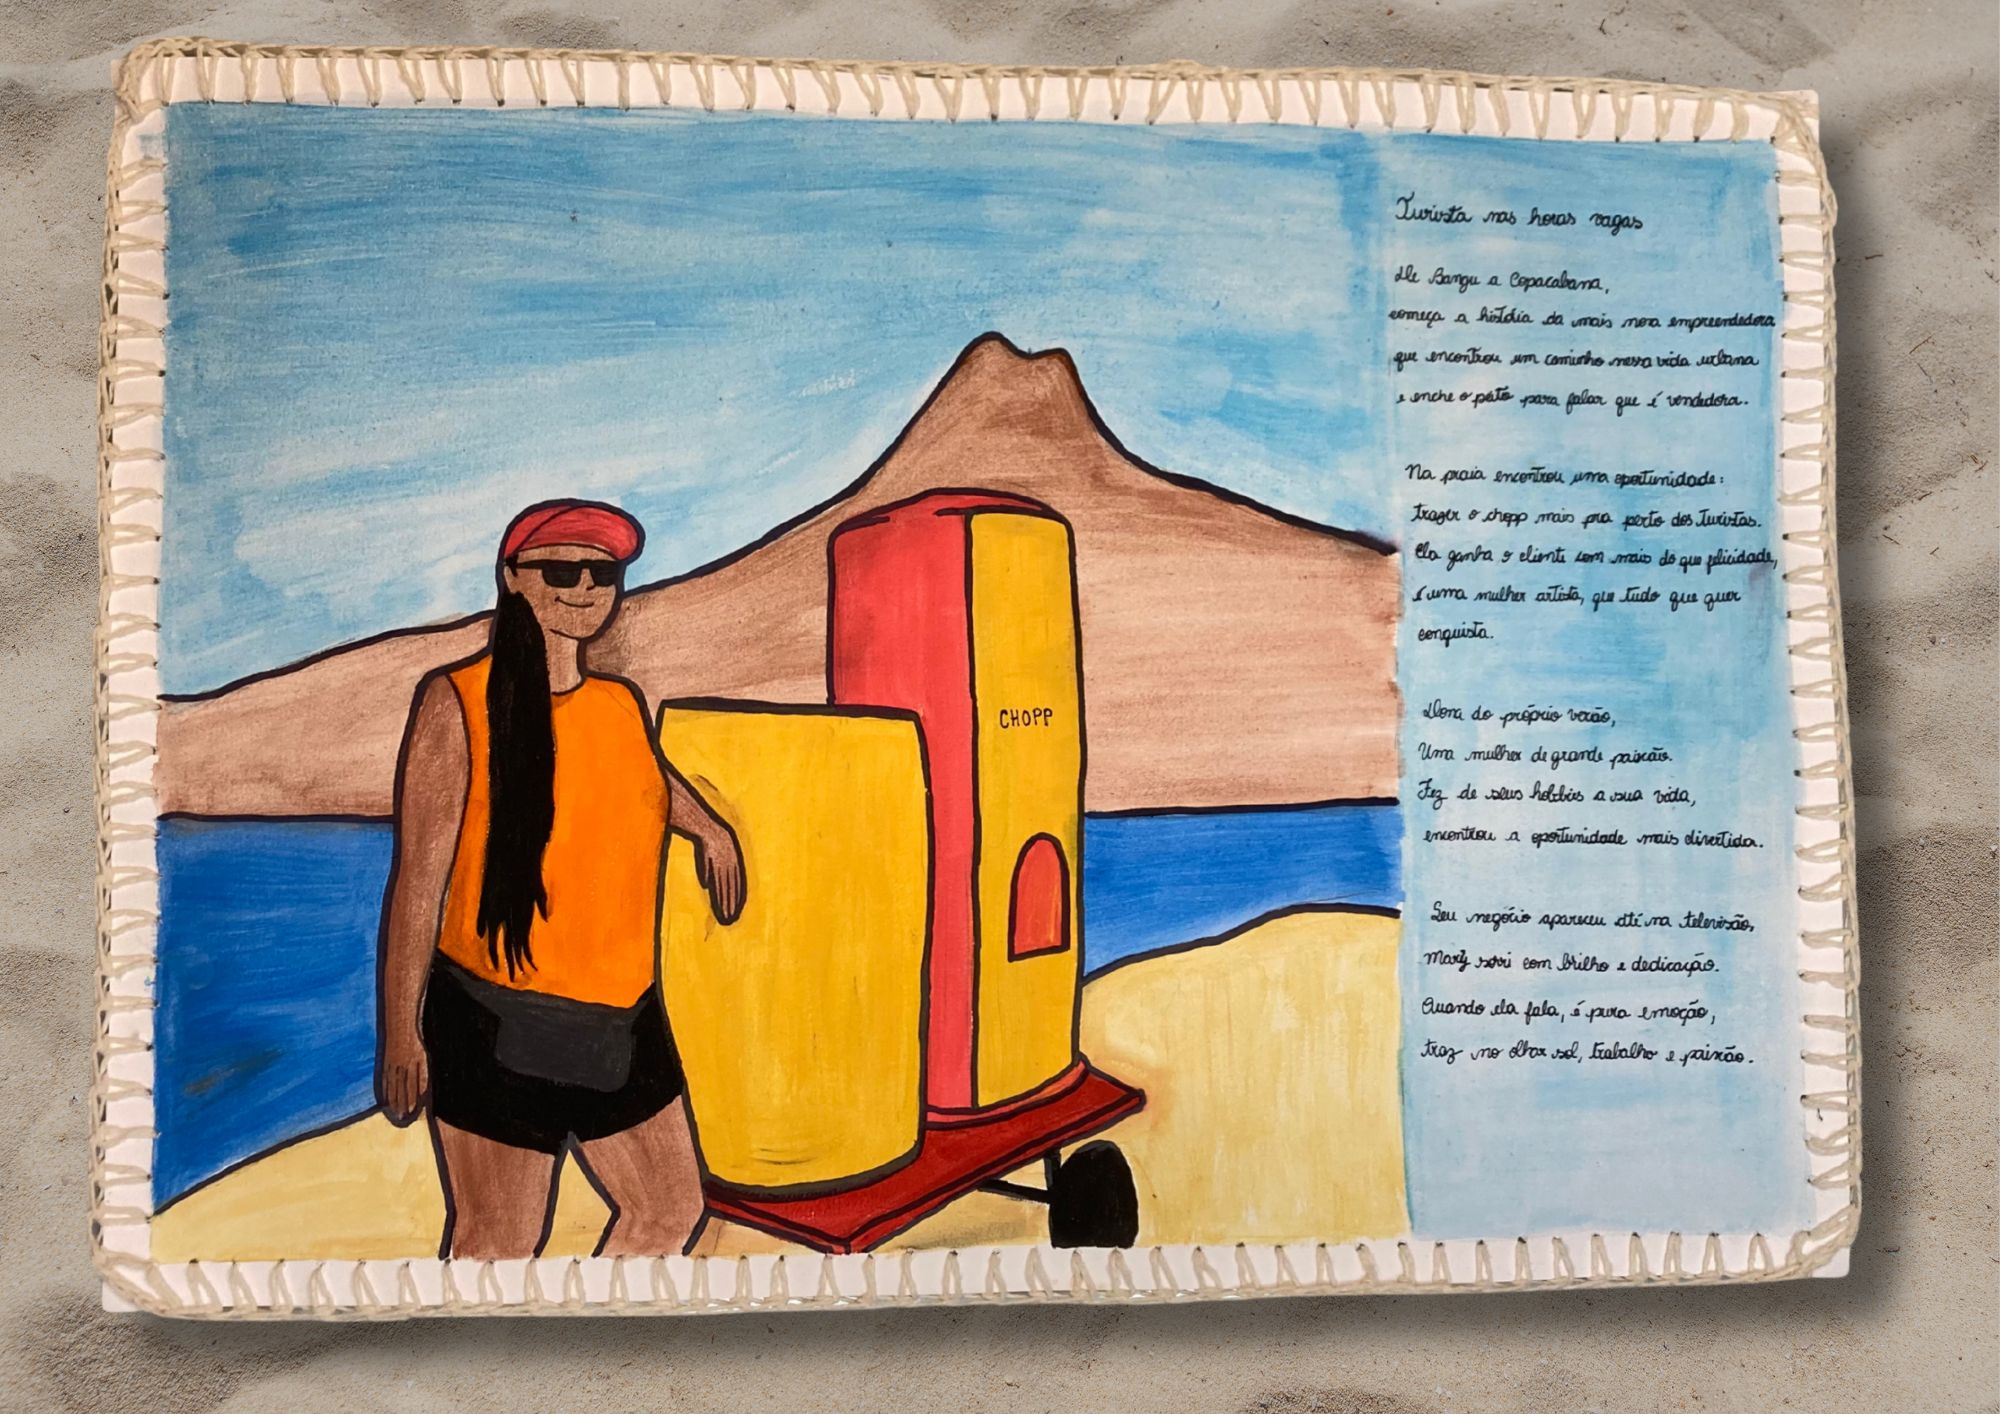 Turista nas horas vagas
De Bangu a Copacabana,
começa a história da mais nova empreendedora
que encontrou um caminho nessa vida urbana
e enche o peito para falar que é vendedora.
Na praia encontrou uma oportunidade:
trazer o chopp mais pra perto dos turistas.
Ela ganha o cliente com mais do que felicidade,
é uma mulher artista, que tudo que quer
conquista.
Dona do próprio verão,
Uma mulher de grande paixão.
Fez de seus hobbies a sua vida,
encontrou a oportunidade mais divertida.
Seu negócio apareceu até na televisão,
Mary sorri com brilho e dedicação.
Quando ela fala, é pura emoção,
traz no olhar sol, trabalho e paixão.
CHOPP